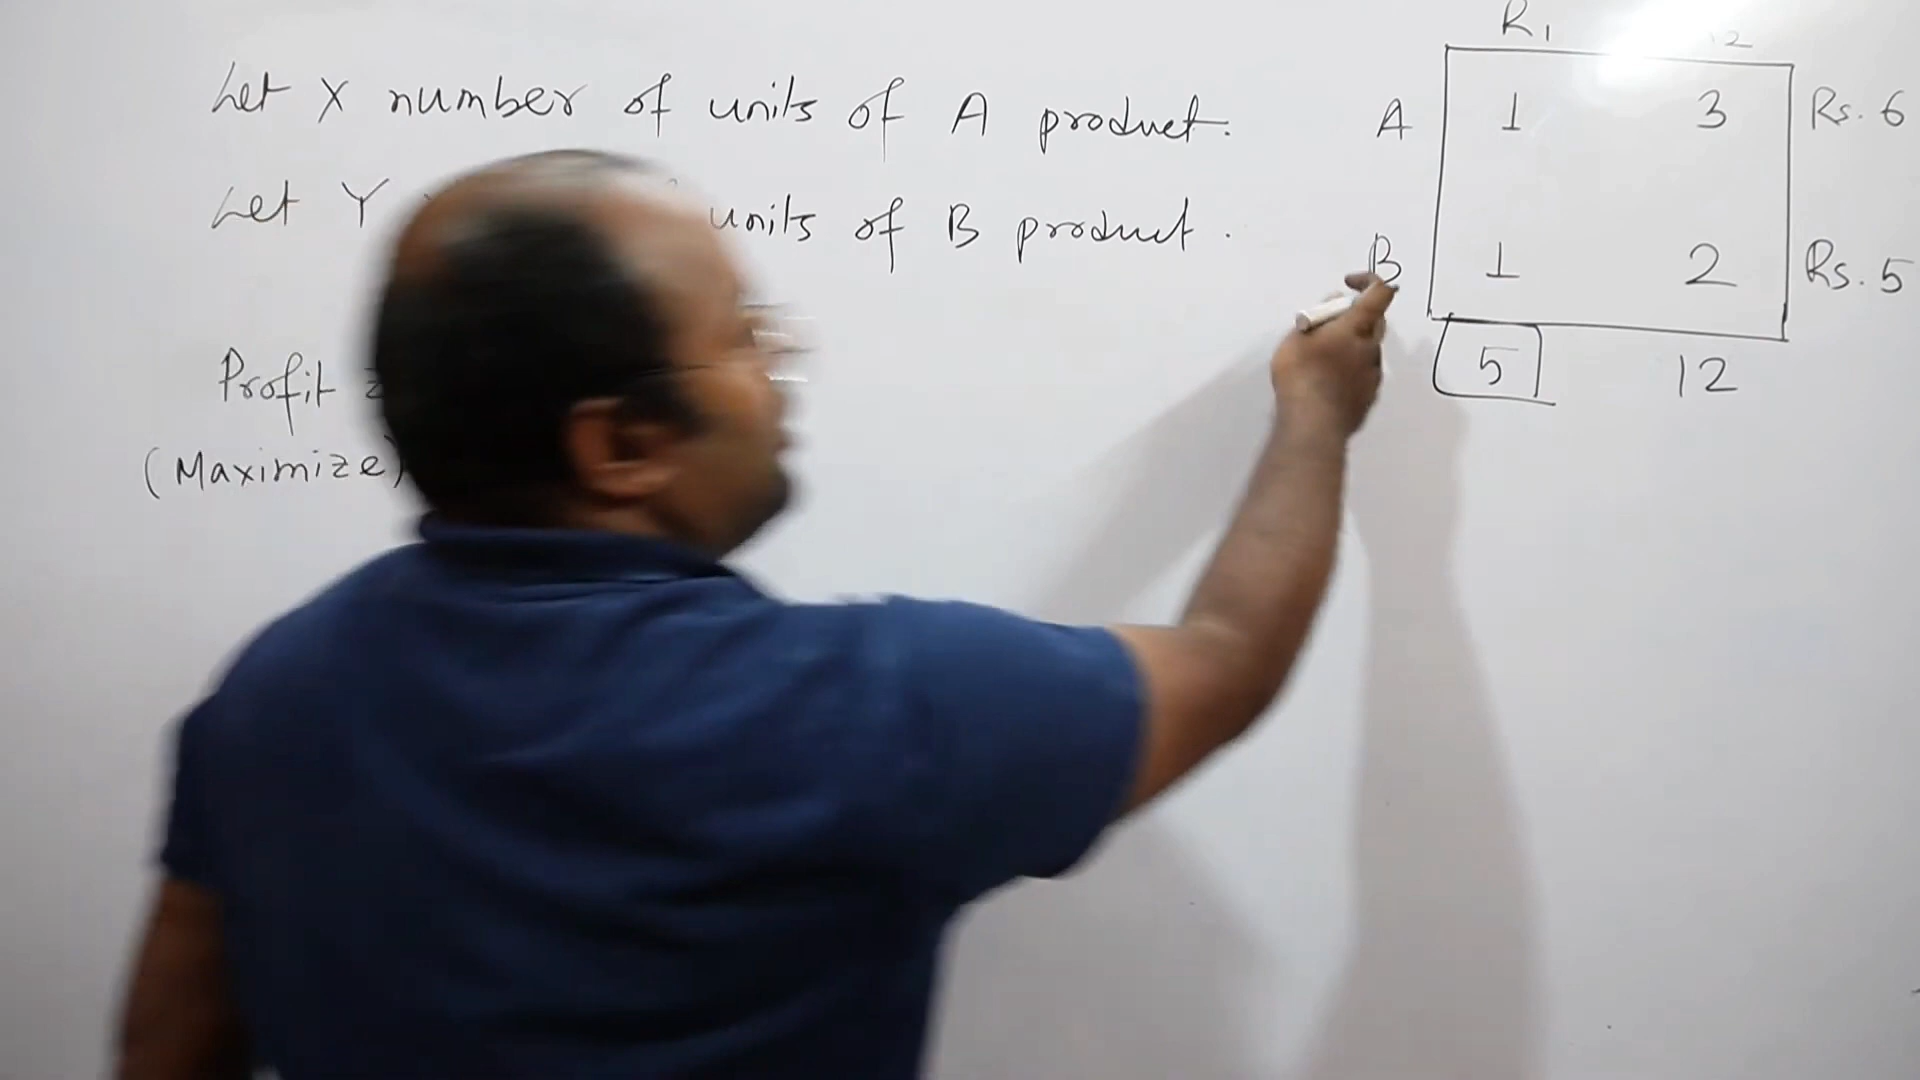 Let X number of units of A product.
Let Y units of B product.
Profit
(Maximize)
R1
A 1 3 Rs. 6
B 1 2 Rs. 5
5 12